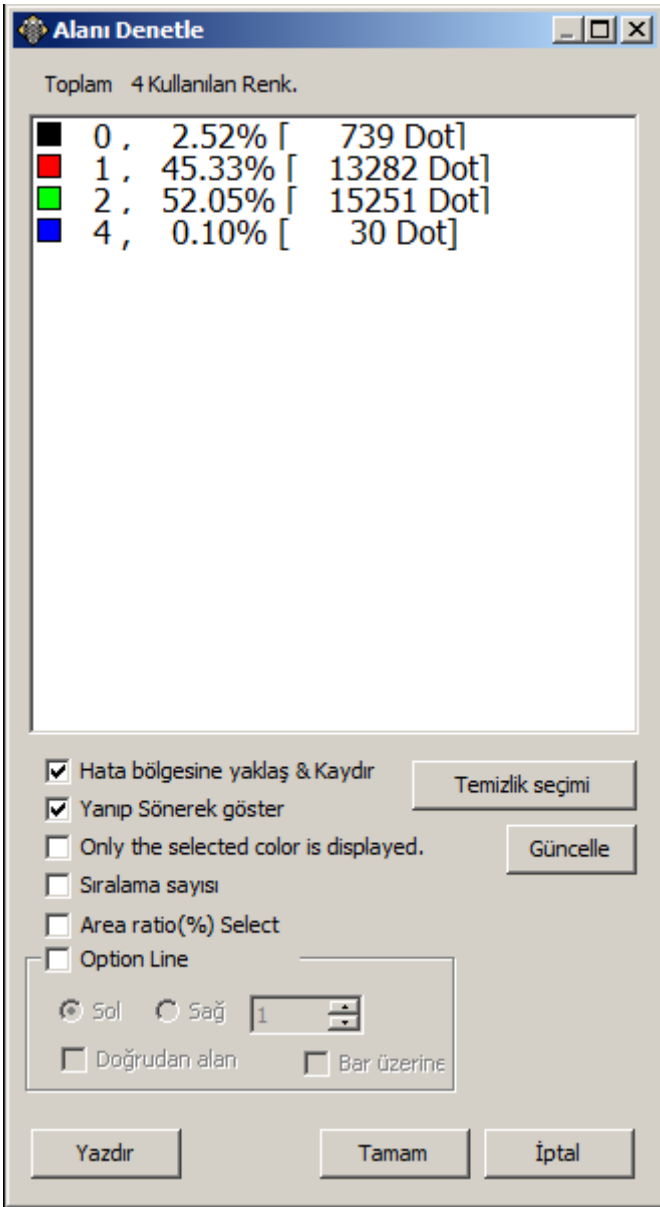 Alanı Denetle
Toplam 4 Kullanılan Renk.
0 , 2.52% [ 739 Dot]
1 , 45.33% [ 13282 Dot]
2 , 52.05% [ 15251 Dot]
4 , 0.10% [ 30 Dot]
Hata bölgesine yaklaş & Kaydır
Temizlik seçimi
Yanıp Sönerek göster
Only the selected color is displayed.
Güncelle
Sıralama sayısı
Area ratio(%) Select
Option Line
Sol Sağ 1
Doğrudan alan Bar üzerine
Yazdır Tamam İptal